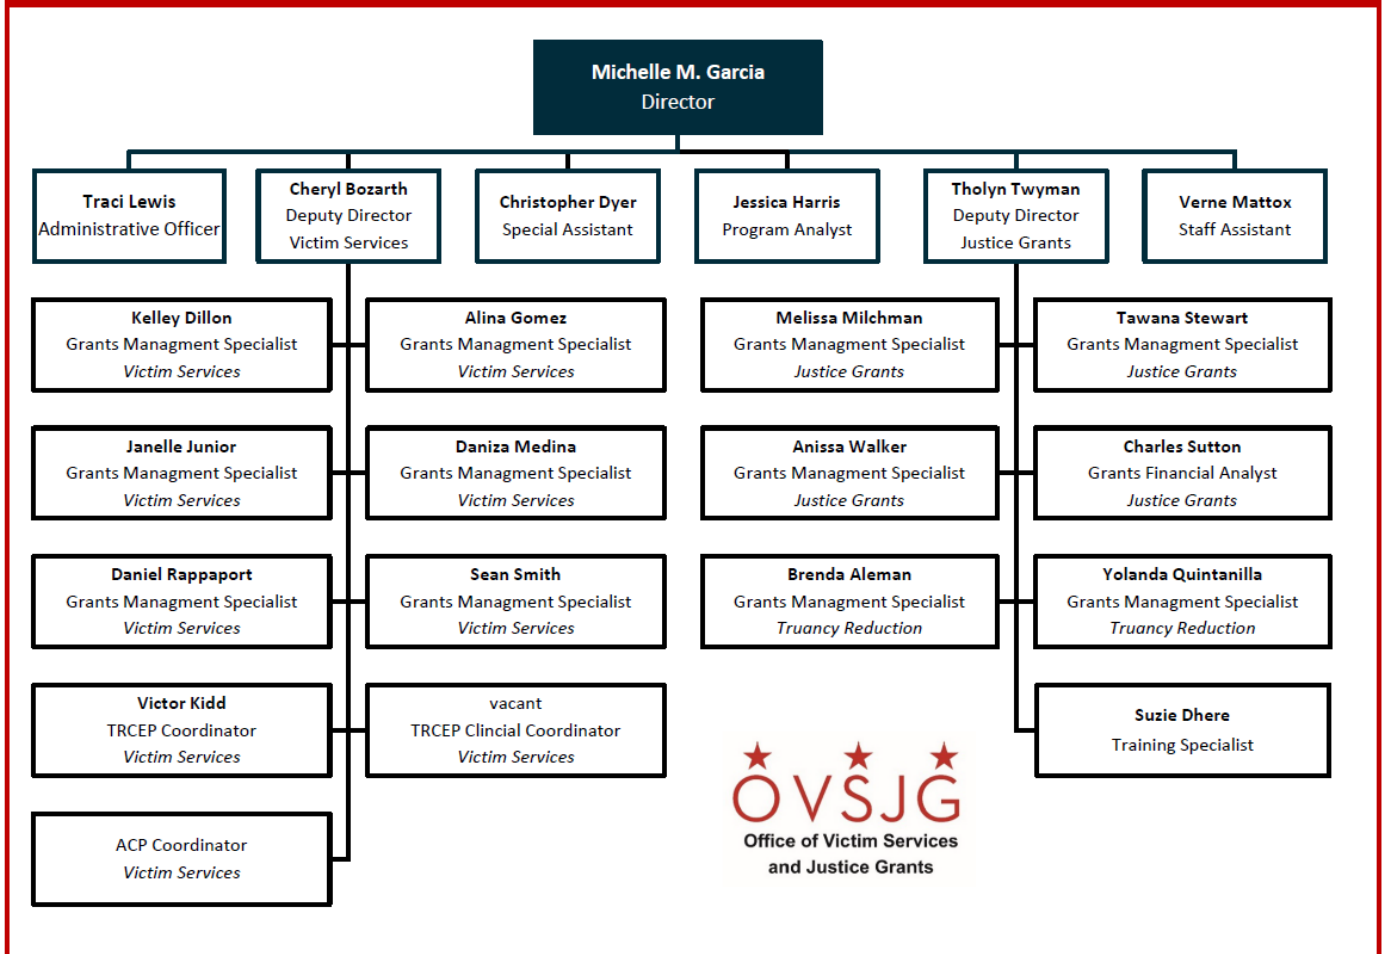 Michelle M. Garcia
Director
Traci Lewis
Administrative Officer
Cheryl Bozarth
Deputy Director
Victim Services
Christopher Dyer
Special Assistant
Jessica Harris
Program Analyst
Tholyn Twyman
Deputy Director
Justice Grants
Verne Mattox
Staff Assistant
Kelley Dillon
Grants Managment Specialist
Victim Services
Alina Gomez
Grants Managment Specialist
Victim Services
Melissa Milchman
Grants Managment Specialist
Justice Grants
Tawana Stewart
Grants Managment Specialist
Justice Grants
Janelle Junior
Grants Managment Specialist
Victim Services
Daniza Medina
Grants Managment Specialist
Victim Services
Anissa Walker
Grants Managment Specialist
Justice Grants
Charles Sutton
Grants Financial Analyst
Justice Grants
Daniel Rappaport
Grants Managment Specialist
Victim Services
Sean Smith
Grants Managment Specialist
Victim Services
Brenda Aleman
Grants Managment Specialist
Truancy Reduction
Yolanda Quintanilla
Grants Managment Specialist
Truancy Reduction
Victor Kidd
TRCEP Coordinator
Victim Services
vacant
TRCEP Clincial Coordinator
Victim Services
Suzie Dhere
Training Specialist
ACP Coordinator
Victim Services
OVSJG
Office of Victim Services
and Justice Grants